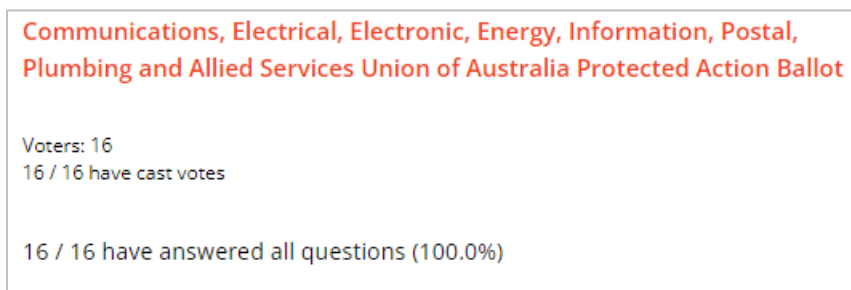 Communications, Electrical, Electronic, Energy, Information, Postal,
Plumbing and Allied Services Union of Australia Protected Action Ballot
Voters: 16
16 / 16 have cast votes
16 / 16 have answered all questions (100.0%)